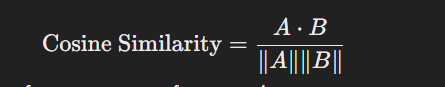 Cosine Similarity = A · B / ‖A‖‖B‖